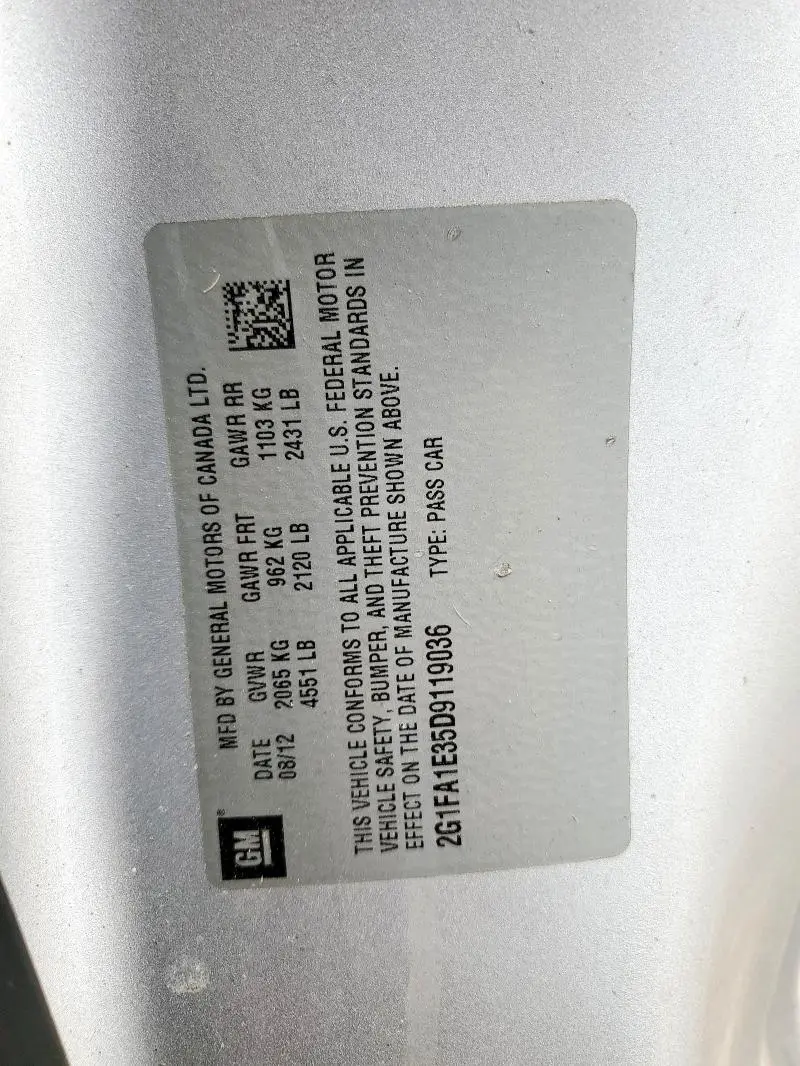 GM®
MFD BY GENERAL MOTORS OF CANADA LTD.
DATE GVWR GAWR FRT GAWR RR
08/12 2065 KG 962 KG 1103 KG
4551 LB 2120 LB 2431 LB
THIS VEHICLE CONFORMS TO ALL APPLICABLE U.S. FEDERAL MOTOR
VEHICLE SAFETY, BUMPER, AND THEFT PREVENTION STANDARDS IN
EFFECT ON THE DATE OF MANUFACTURE SHOWN ABOVE.
2G1FA1E35D9119036 TYPE: PASS CAR